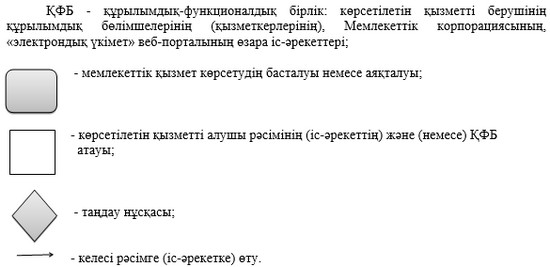 ҚФБ - құрылымдық-функционалдық бірлік: көрсетілетін қызметті берушінің
құрылымдық бөлімшелерінің (қызметкерлерінің), Мемлекеттік корпорациясының,
«электрондық үкімет» веб-порталының өзара іс-әрекеттері;
- мемлекеттік қызмет көрсетудің басталуы немесе аяқталуы;
- көрсетілетін қызметті алушы рәсімінің (іс-әрекеттің) және (немесе) ҚФБ
атауы;
- таңдау нұсқасы;
- келесі рәсімге (іс-әрекетке) өту.